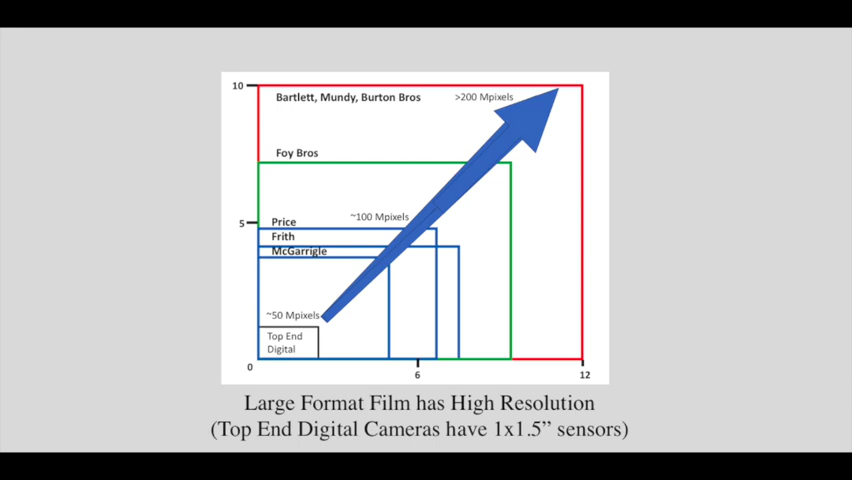 10
Bartlett, Mundy, Burton Bros >200 Mpixels
Foy Bros
5
Price ~100 Mpixels
Frith
McGarrigle
~50 Mpixels
Top End
Digital
0
6 12
Large Format Film has High Resolution
(Top End Digital Cameras have 1x1.5” sensors)